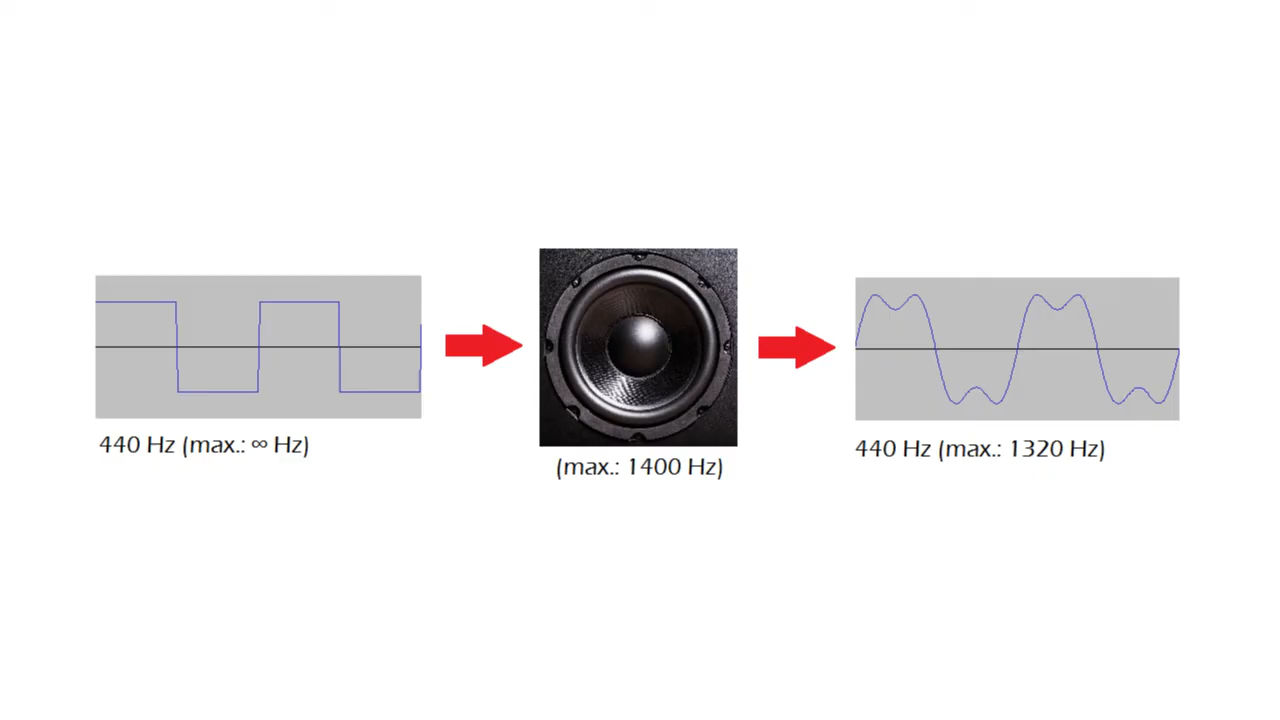 440 Hz (max.: ∞ Hz)
(max.: 1400 Hz)
440 Hz (max.: 1320 Hz)